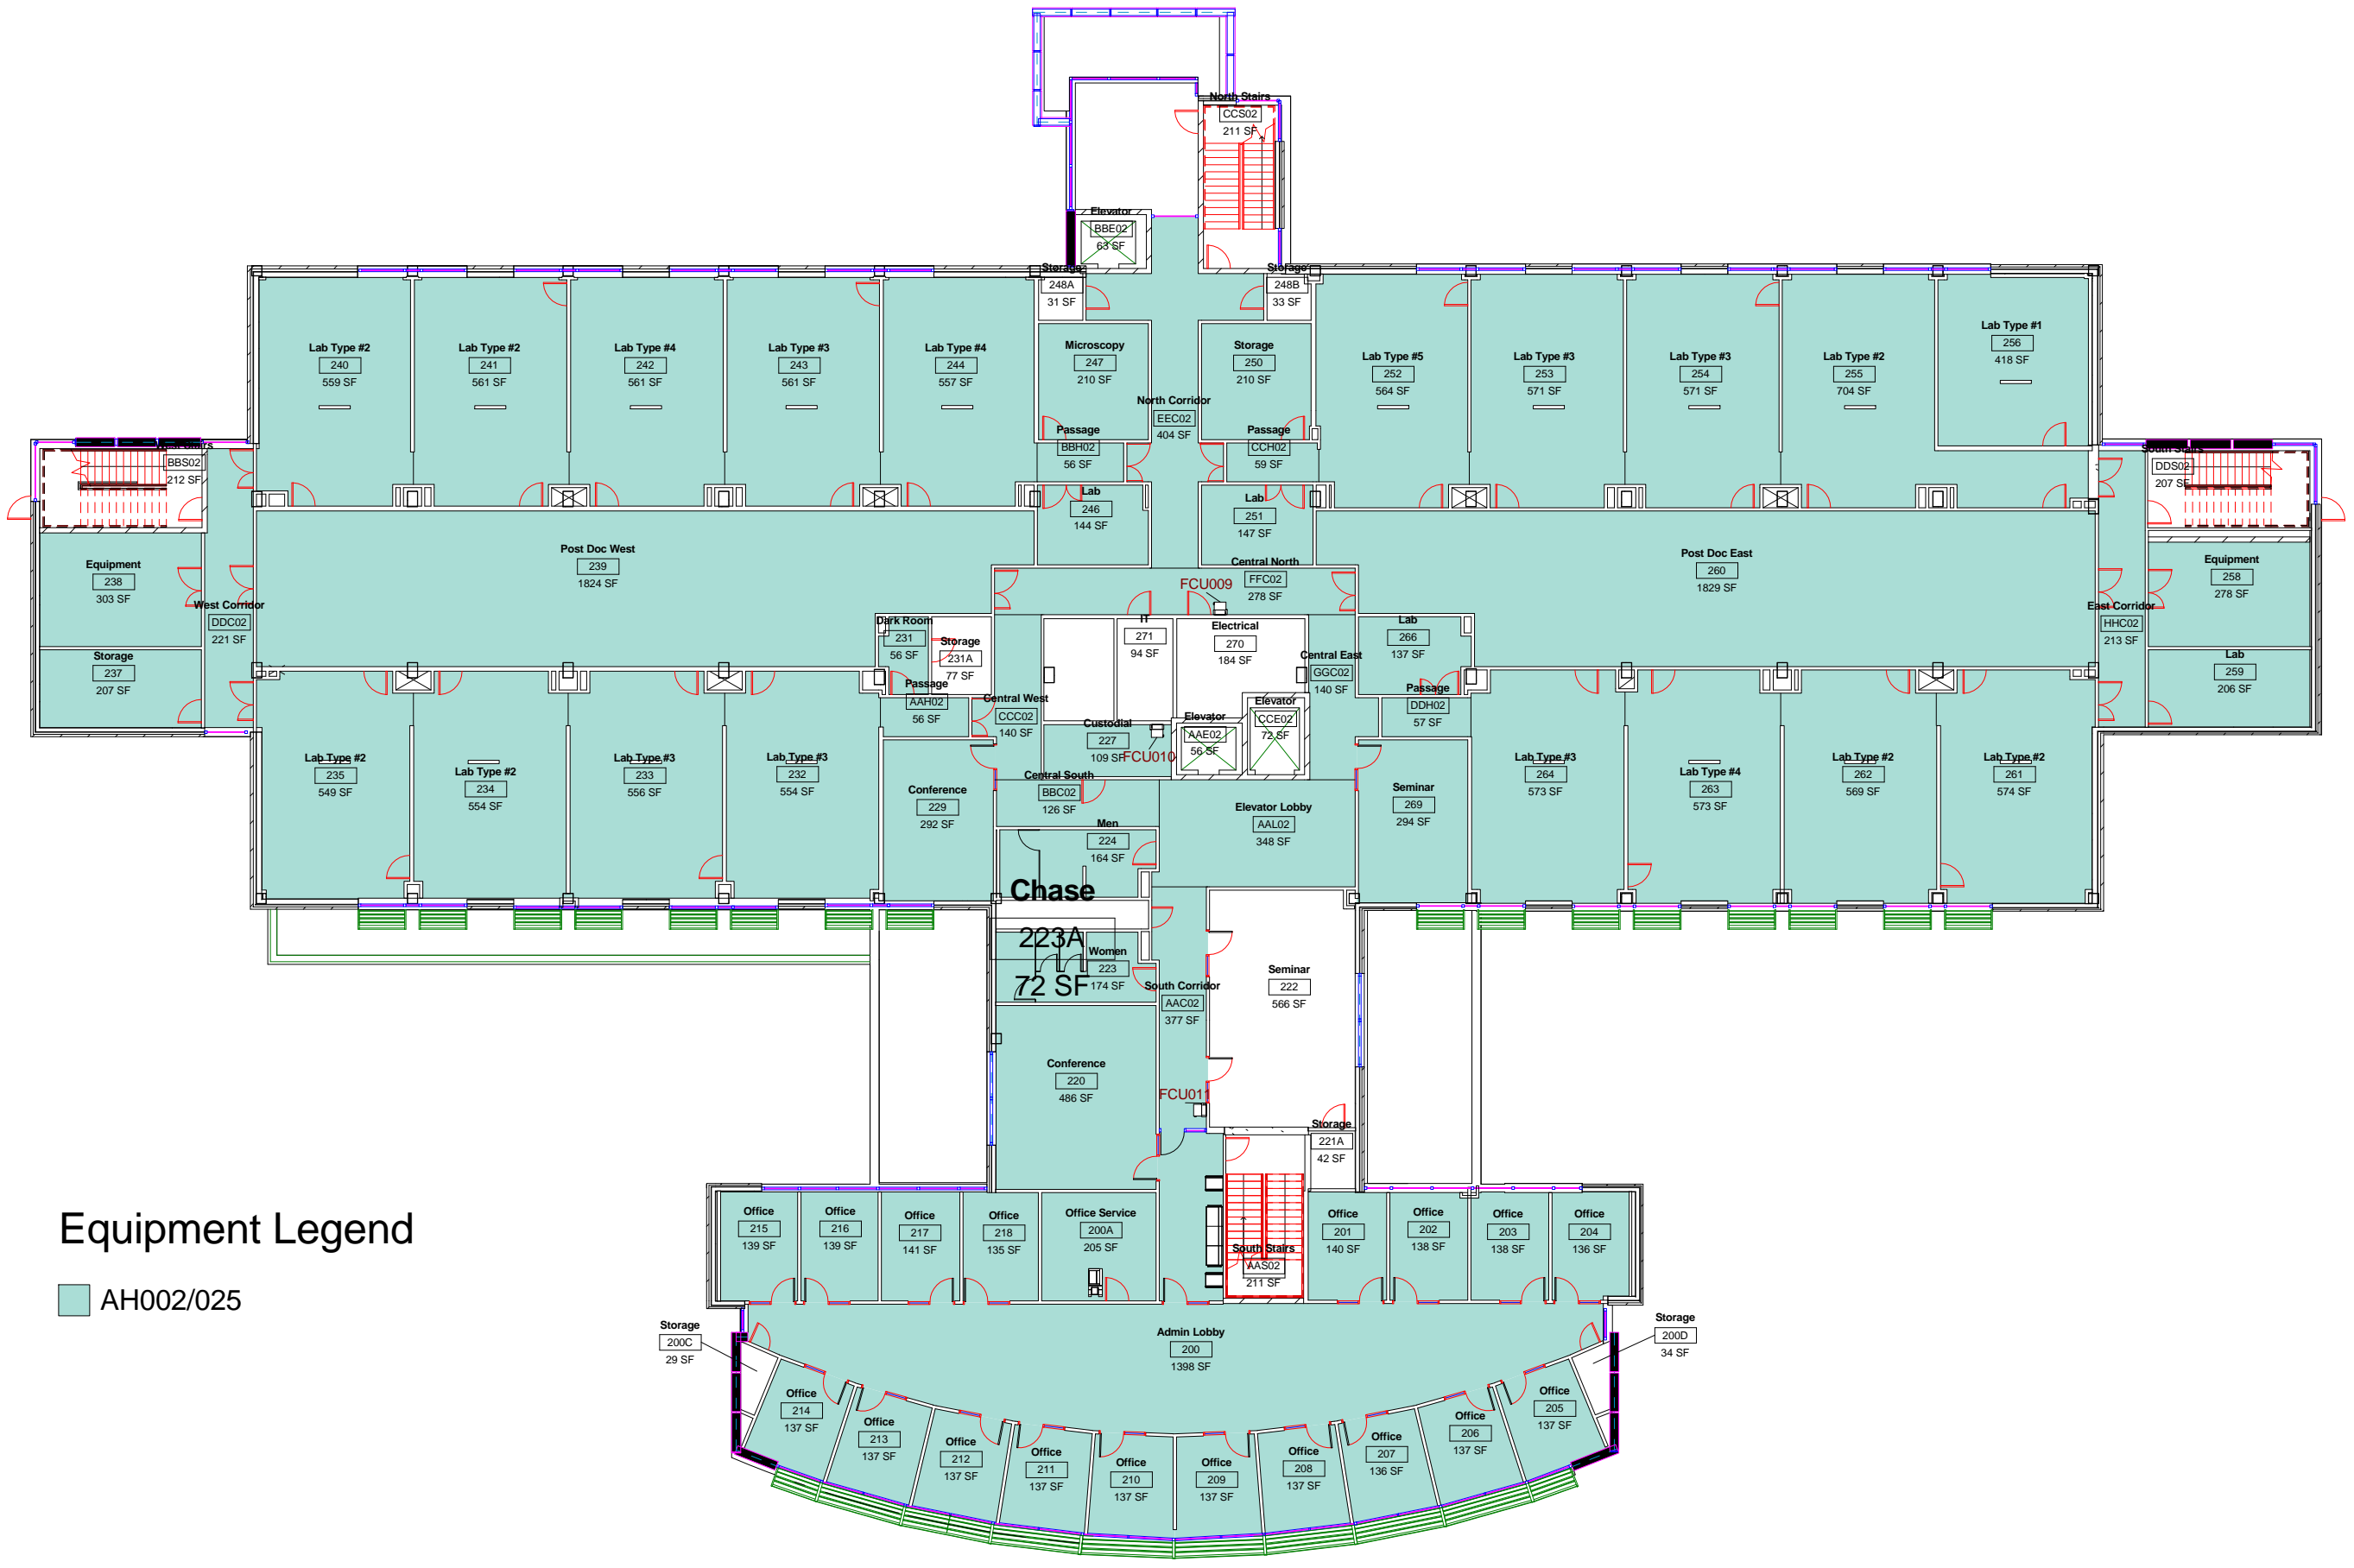 North Stairs
CCS02
211 SF
Elevator
BBE02
63 SF
Storage
248A
31 SF
Storage
248B
33 SF
Lab Type #2
240
559 SF
Lab Type #2
241
561 SF
Lab Type #4
242
561 SF
Lab Type #3
243
561 SF
Lab Type #4
244
557 SF
Microscopy
247
210 SF
Storage
250
210 SF
Lab Type #5
252
564 SF
Lab Type #3
253
571 SF
Lab Type #3
254
571 SF
Lab Type #2
255
704 SF
Lab Type #1
256
418 SF
North Corridor
EEC02
404 SF
Passage
BBH02
56 SF
Passage
CCH02
59 SF
BBS02
212 SF
South Stairs
DDS02
207 SF
Lab
246
144 SF
Lab
251
147 SF
Equipment
238
303 SF
Post Doc West
239
1824 SF
Central North
FFC02
278 SF
FCU009
Post Doc East
260
1829 SF
Equipment
258
278 SF
West Corridor
DDC02
221 SF
East Corridor
HHC02
213 SF
Dark Room
231
56 SF
Storage
231A
77 SF
IT
271
94 SF
Electrical
270
184 SF
Lab
266
137 SF
Storage
237
207 SF
Lab
259
206 SF
Central East
GGC02
140 SF
Passage
AAH02
56 SF
Central West
CCC02
140 SF
Passage
DDH02
57 SF
Custodial
227
109 SF
FCU010
Elevator
AAE02
56 SF
Elevator
CCE02
72 SF
Lab Type #2
235
549 SF
Lab Type #2
234
554 SF
Lab Type #3
233
556 SF
Lab Type #3
232
554 SF
Conference
229
292 SF
Central South
BBC02
126 SF
Elevator Lobby
AAL02
348 SF
Seminar
269
294 SF
Lab Type #3
264
573 SF
Lab Type #4
263
573 SF
Lab Type #2
262
569 SF
Lab Type #2
261
574 SF
Men
224
164 SF
Chase
223A
72 SF
Women
223
174 SF
South Corridor
AAC02
377 SF
Seminar
222
566 SF
Conference
220
486 SF
FCU011
Storage
221A
42 SF
Equipment Legend
AH002/025
Office
215
139 SF
Office
216
139 SF
Office
217
141 SF
Office
218
135 SF
Office Service
200A
205 SF
South Stairs
AAS02
211 SF
Office
201
140 SF
Office
202
138 SF
Office
203
138 SF
Office
204
136 SF
Storage
200C
29 SF
Admin Lobby
200
1398 SF
Storage
200D
34 SF
Office
214
137 SF
Office
213
137 SF
Office
212
137 SF
Office
211
137 SF
Office
210
137 SF
Office
209
137 SF
Office
208
137 SF
Office
207
136 SF
Office
206
137 SF
Office
205
137 SF